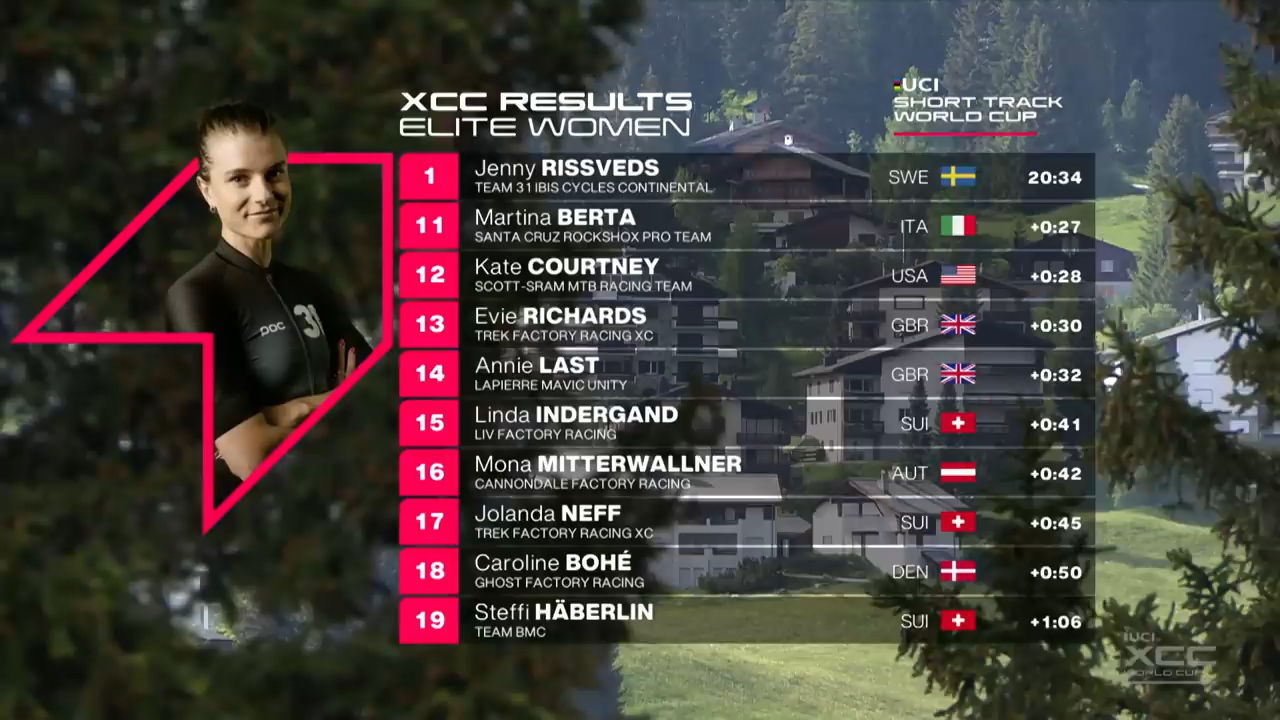 XCC RESULTS
ELITE WOMEN
UCI
SHORT TRACK
WORLD CUP
1 Jenny RISSVEDS SWE 20:34
TEAM 31 IBIS CYCLES CONTINENTAL
11 Martina BERTA ITA +0:27
SANTA CRUZ ROCKSHOX PRO TEAM
12 Kate COURTNEY USA +0:28
SCOTT-SRAM MTB RACING TEAM
13 Evie RICHARDS GBR +0:30
TREK FACTORY RACING XC
14 Annie LAST GBR +0:32
LAPIERRE MAVIC UNITY
15 Linda INDERGAND SUI +0:41
LIV FACTORY RACING
16 Mona MITTERWALLNER AUT +0:42
CANNONDALE FACTORY RACING
17 Jolanda NEFF SUI +0:45
TREK FACTORY RACING XC
18 Caroline BOHÉ DEN +0:50
GHOST FACTORY RACING
19 Steffi HÄBERLIN SUI +1:06
TEAM BMC
POC 31
UCI
XCC
WORLD CUP